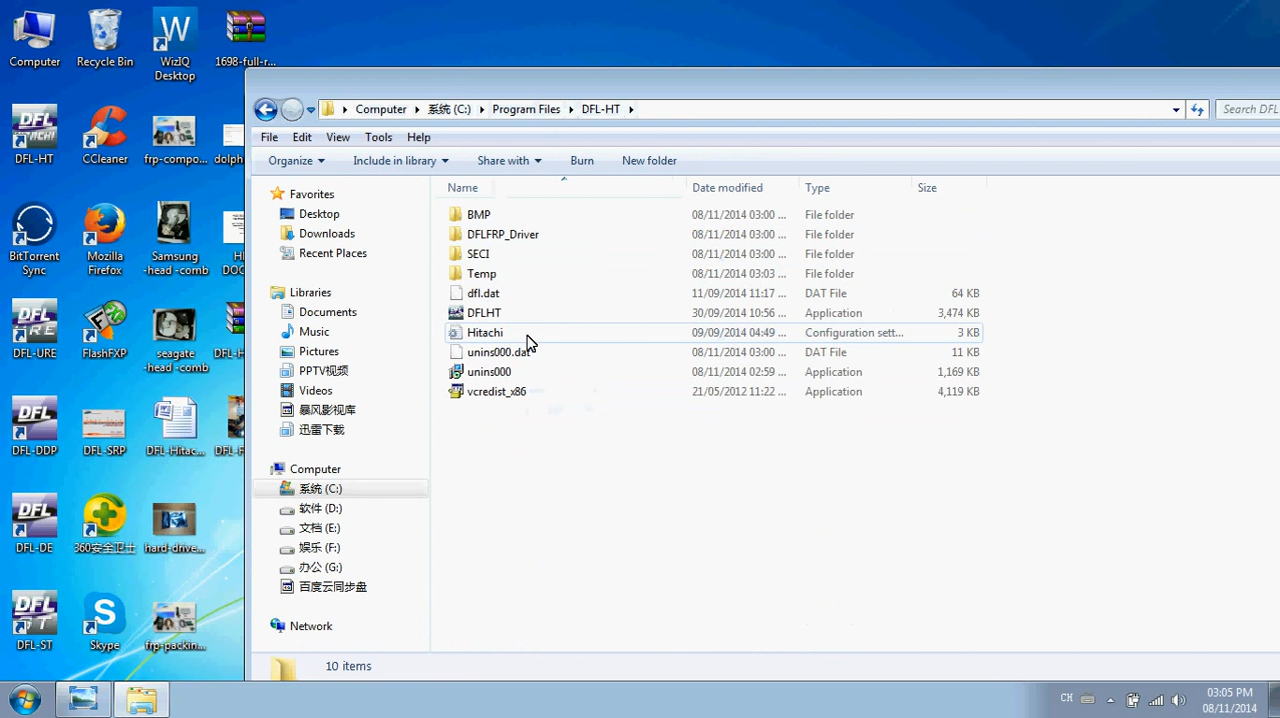 Computer
Recycle Bin
WizIQ Desktop
1698-full-r...
DFL-HT
CCleaner
frp-compo...
dolph
BitTorrent Sync
Mozilla Firefox
Samsung -head -comb
DFL-URE
FlashFXP
seagate -head -comb
DFL-H
DFL-DDP
DFL-SRP
DFL-Hitac...
DFL-F
DFL-DE
360安全卫士
hard-drive...
DFL-ST
Skype
frp-packin...
Computer
系统 (C:)
Program Files
DFL-HT
Search DFL
File Edit View Tools Help
Organize Include in library Share with Burn New folder
Favorites
Desktop
Downloads
Recent Places
Libraries
Documents
Music
Pictures
PPTV视频
Videos
暴风影视库
迅雷下载
Computer
系统 (C:)
软件 (D:)
文档 (E:)
娱乐 (F:)
办公 (G:)
百度云同步盘
Network
Name Date modified Type Size
BMP 08/11/2014 03:00 ... File folder
DFLFRP_Driver 08/11/2014 03:00 ... File folder
SECI 08/11/2014 03:00 ... File folder
Temp 08/11/2014 03:03 ... File folder
dfl.dat 11/09/2014 11:17 ... DAT File 64 KB
DFLHT 30/09/2014 10:56 ... Application 3,474 KB
Hitachi 09/09/2014 04:49 ... Configuration sett... 3 KB
unins000.dat 08/11/2014 03:00 ... DAT File 11 KB
unins000 08/11/2014 02:59 ... Application 1,169 KB
vcredist_x86 21/05/2012 11:22 ... Application 4,119 KB
10 items
CH
03:05 PM
08/11/2014